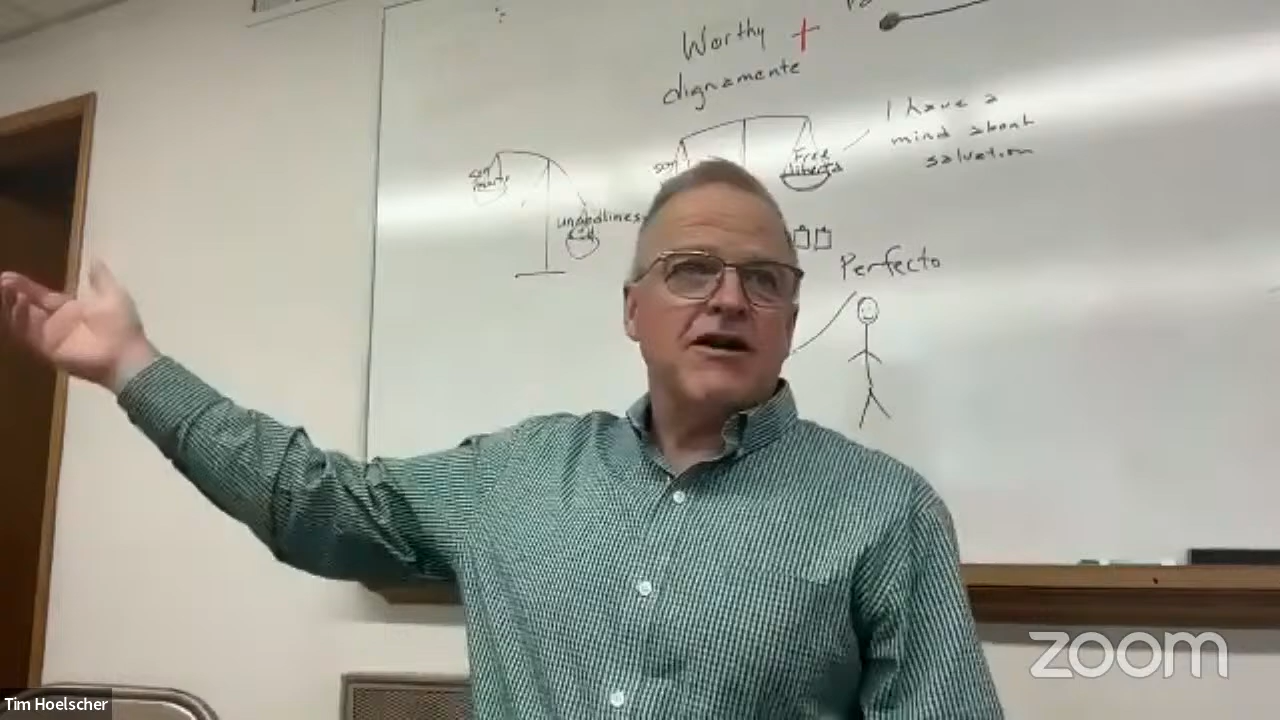 Worthy +
dignamente
I have a
mind about
salvation
Free
ungodliness
Perfecto
zoom
Tim Hoelscher